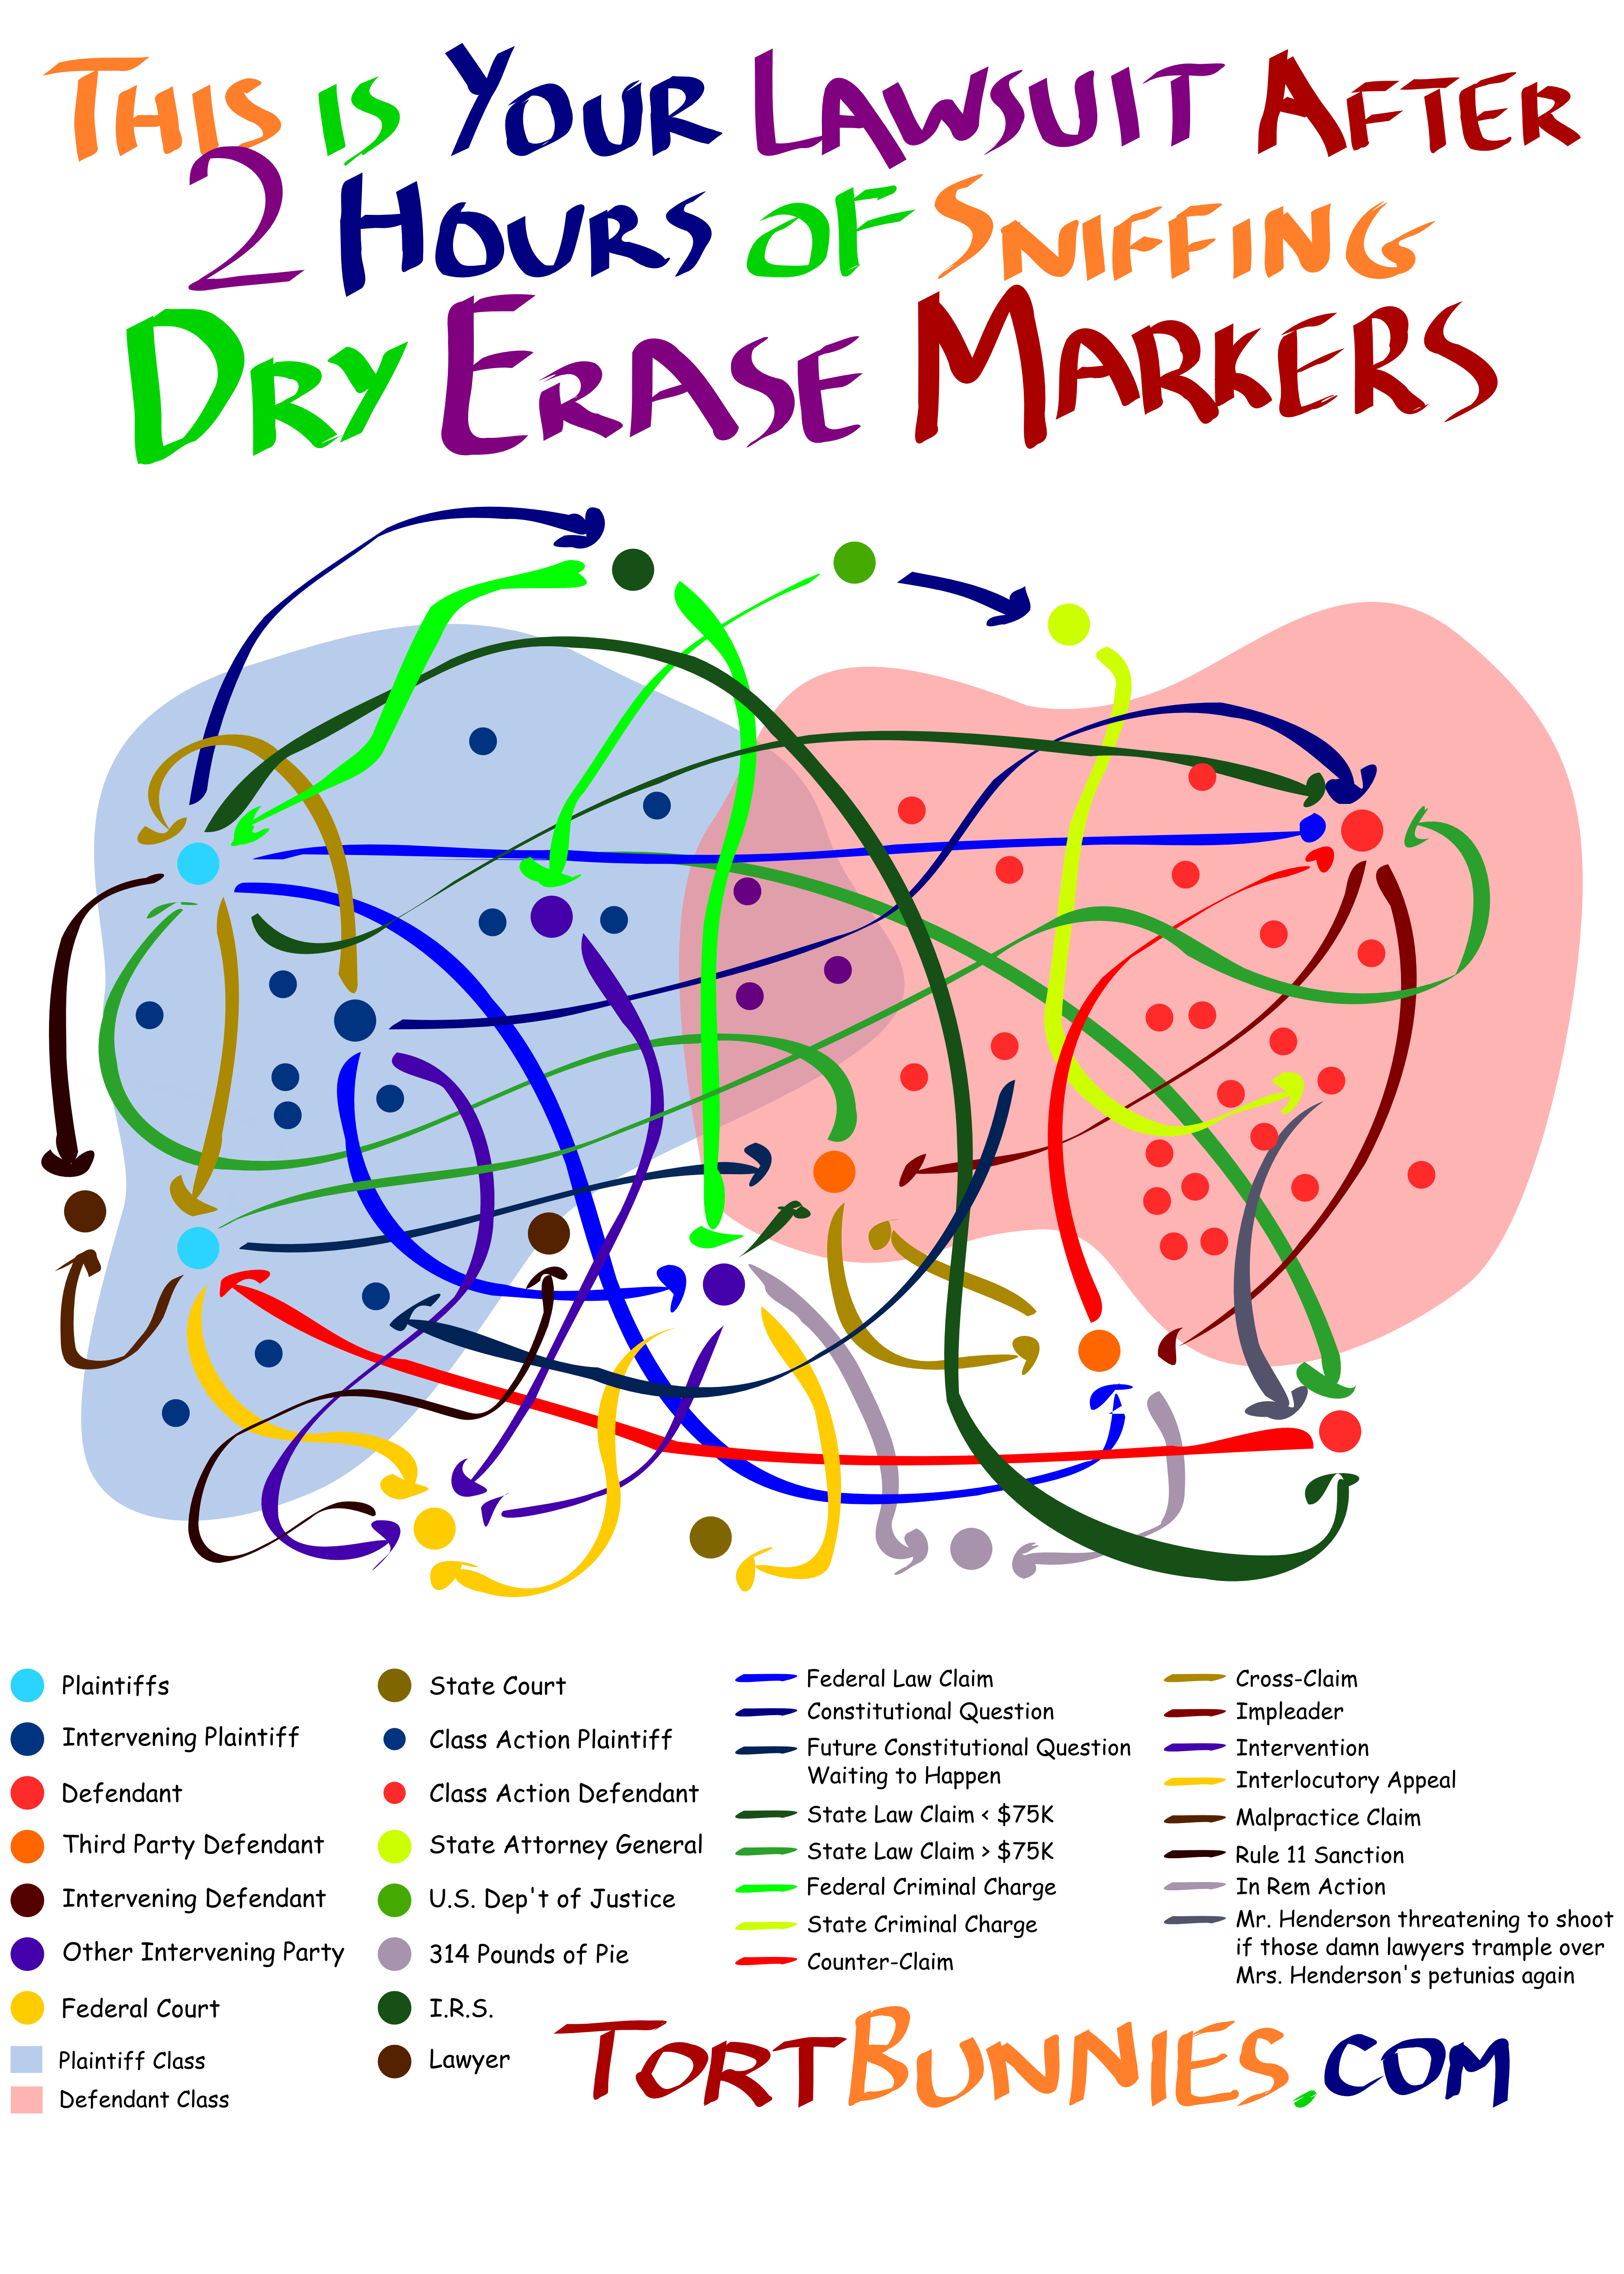 This is Your Lawsuit After
2 Hours of Sniffing
Dry Erase Markers
Plaintiffs
Intervening Plaintiff
Defendant
Third Party Defendant
Intervening Defendant
Other Intervening Party
Federal Court
Plaintiff Class
Defendant Class
State Court
Class Action Plaintiff
Class Action Defendant
State Attorney General
U.S. Dep't of Justice
314 Pounds of Pie
I.R.S.
Lawyer
Federal Law Claim
Constitutional Question
Future Constitutional Question
Waiting to Happen
State Law Claim < $75K
State Law Claim > $75K
Federal Criminal Charge
State Criminal Charge
Counter-Claim
Cross-Claim
Impleader
Intervention
Interlocutory Appeal
Malpractice Claim
Rule 11 Sanction
In Rem Action
Mr. Henderson threatening to shoot
if those damn lawyers trample over
Mrs. Henderson's petunias again
TortBunnies.com